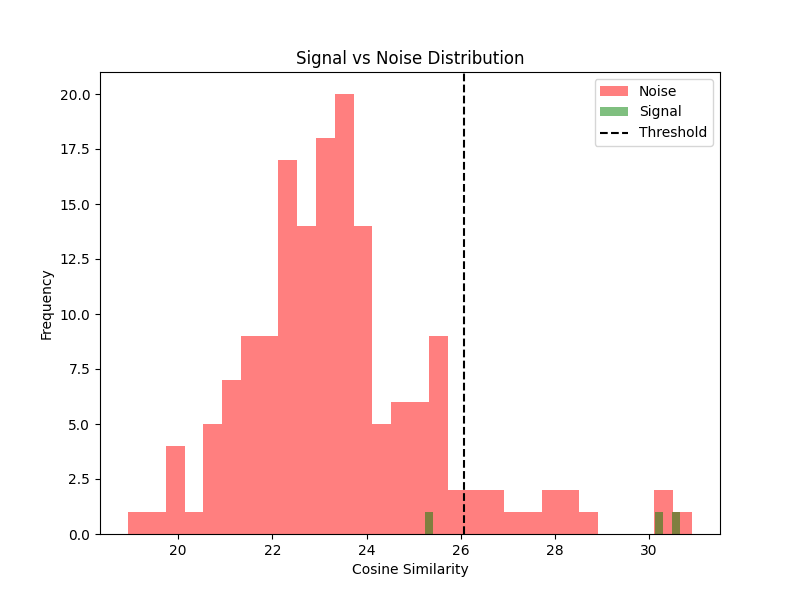 Signal vs Noise Distribution
Noise
Signal
Threshold
20.0
17.5
15.0
12.5
10.0
7.5
5.0
2.5
0.0
Frequency
20 22 24 26 28 30
Cosine Similarity